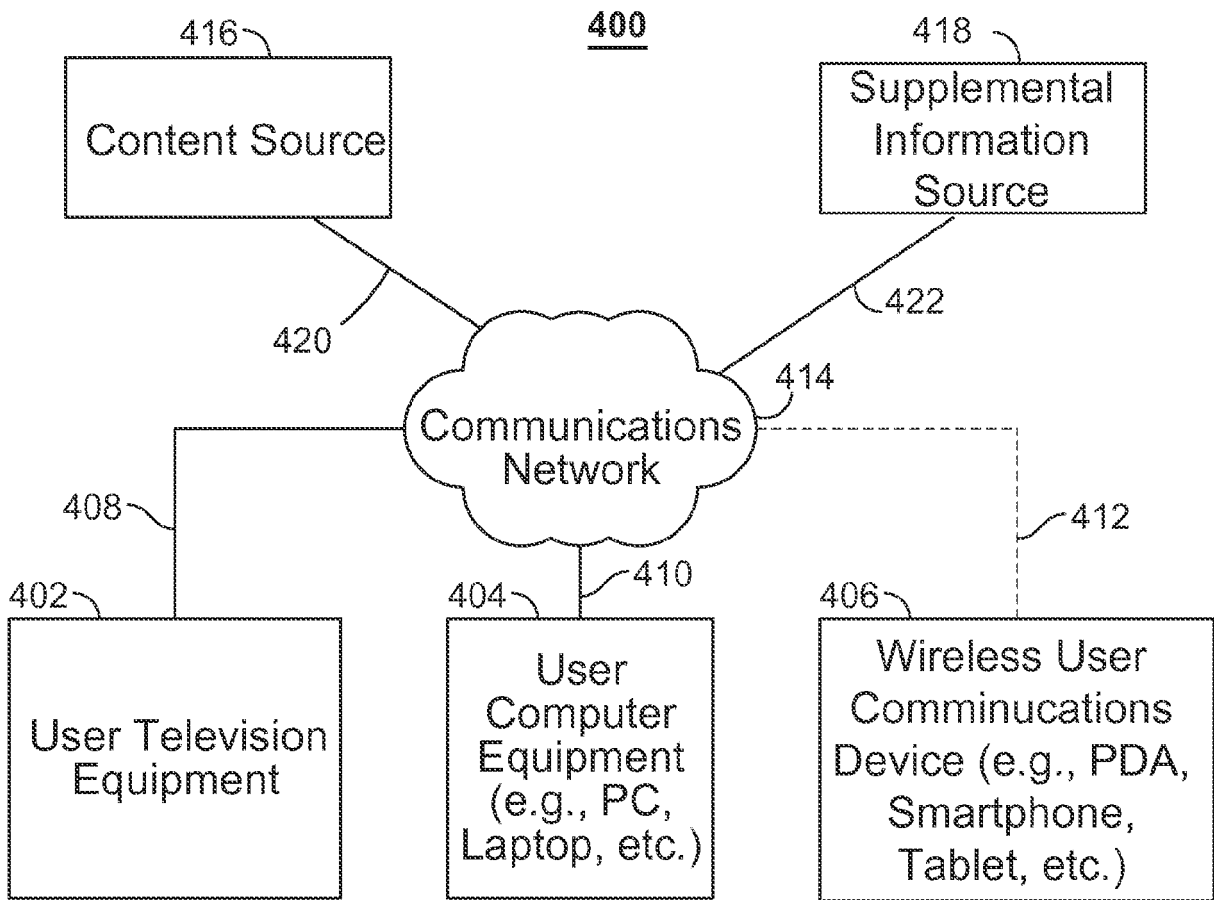 400
416
418
Content Source
Supplemental
Information
Source
420
422
414
Communications
Network
408
412
410
402
404
406
User Television
Equipment
User
Computer
Equipment
(e.g., PC,
Laptop, etc.)
Wireless User
Comminucations
Device (e.g., PDA,
Smartphone,
Tablet, etc.)